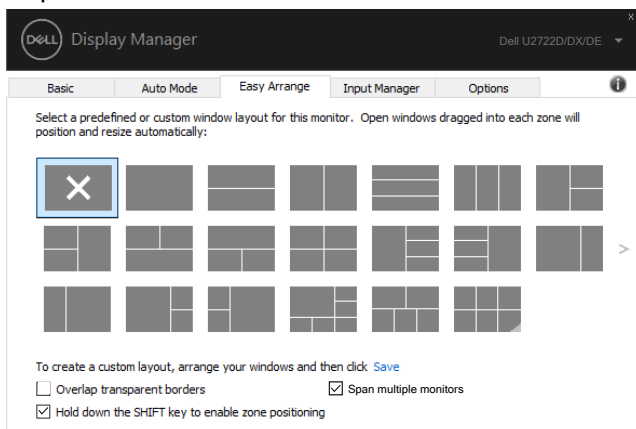 x
DELL Display Manager Dell U2722D/DX/DE
Basic Auto Mode Easy Arrange Input Manager Options i
Select a predefined or custom window layout for this monitor. Open windows dragged into each zone will
position and resize automatically:
>
To create a custom layout, arrange your windows and then click Save
Overlap transparent borders Span multiple monitors
Hold down the SHIFT key to enable zone positioning